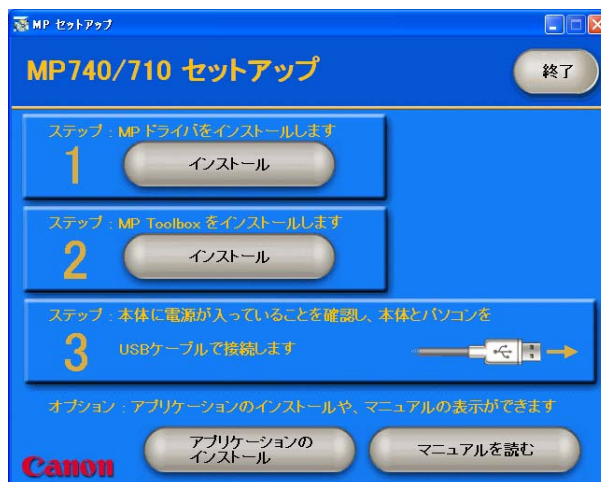 MP セットアップ
MP740/710 セットアップ
終了
ステップ：MPドライバをインストールします
1
インストール
ステップ：MP Toolbox をインストールします
2
インストール
ステップ：本体に電源が入っていることを確認し、本体とパソコンを
3
USBケーブルで接続します
オプション：アプリケーションのインストールや、マニュアルの表示ができます
アプリケーションの
インストール
マニュアルを読む
Canon